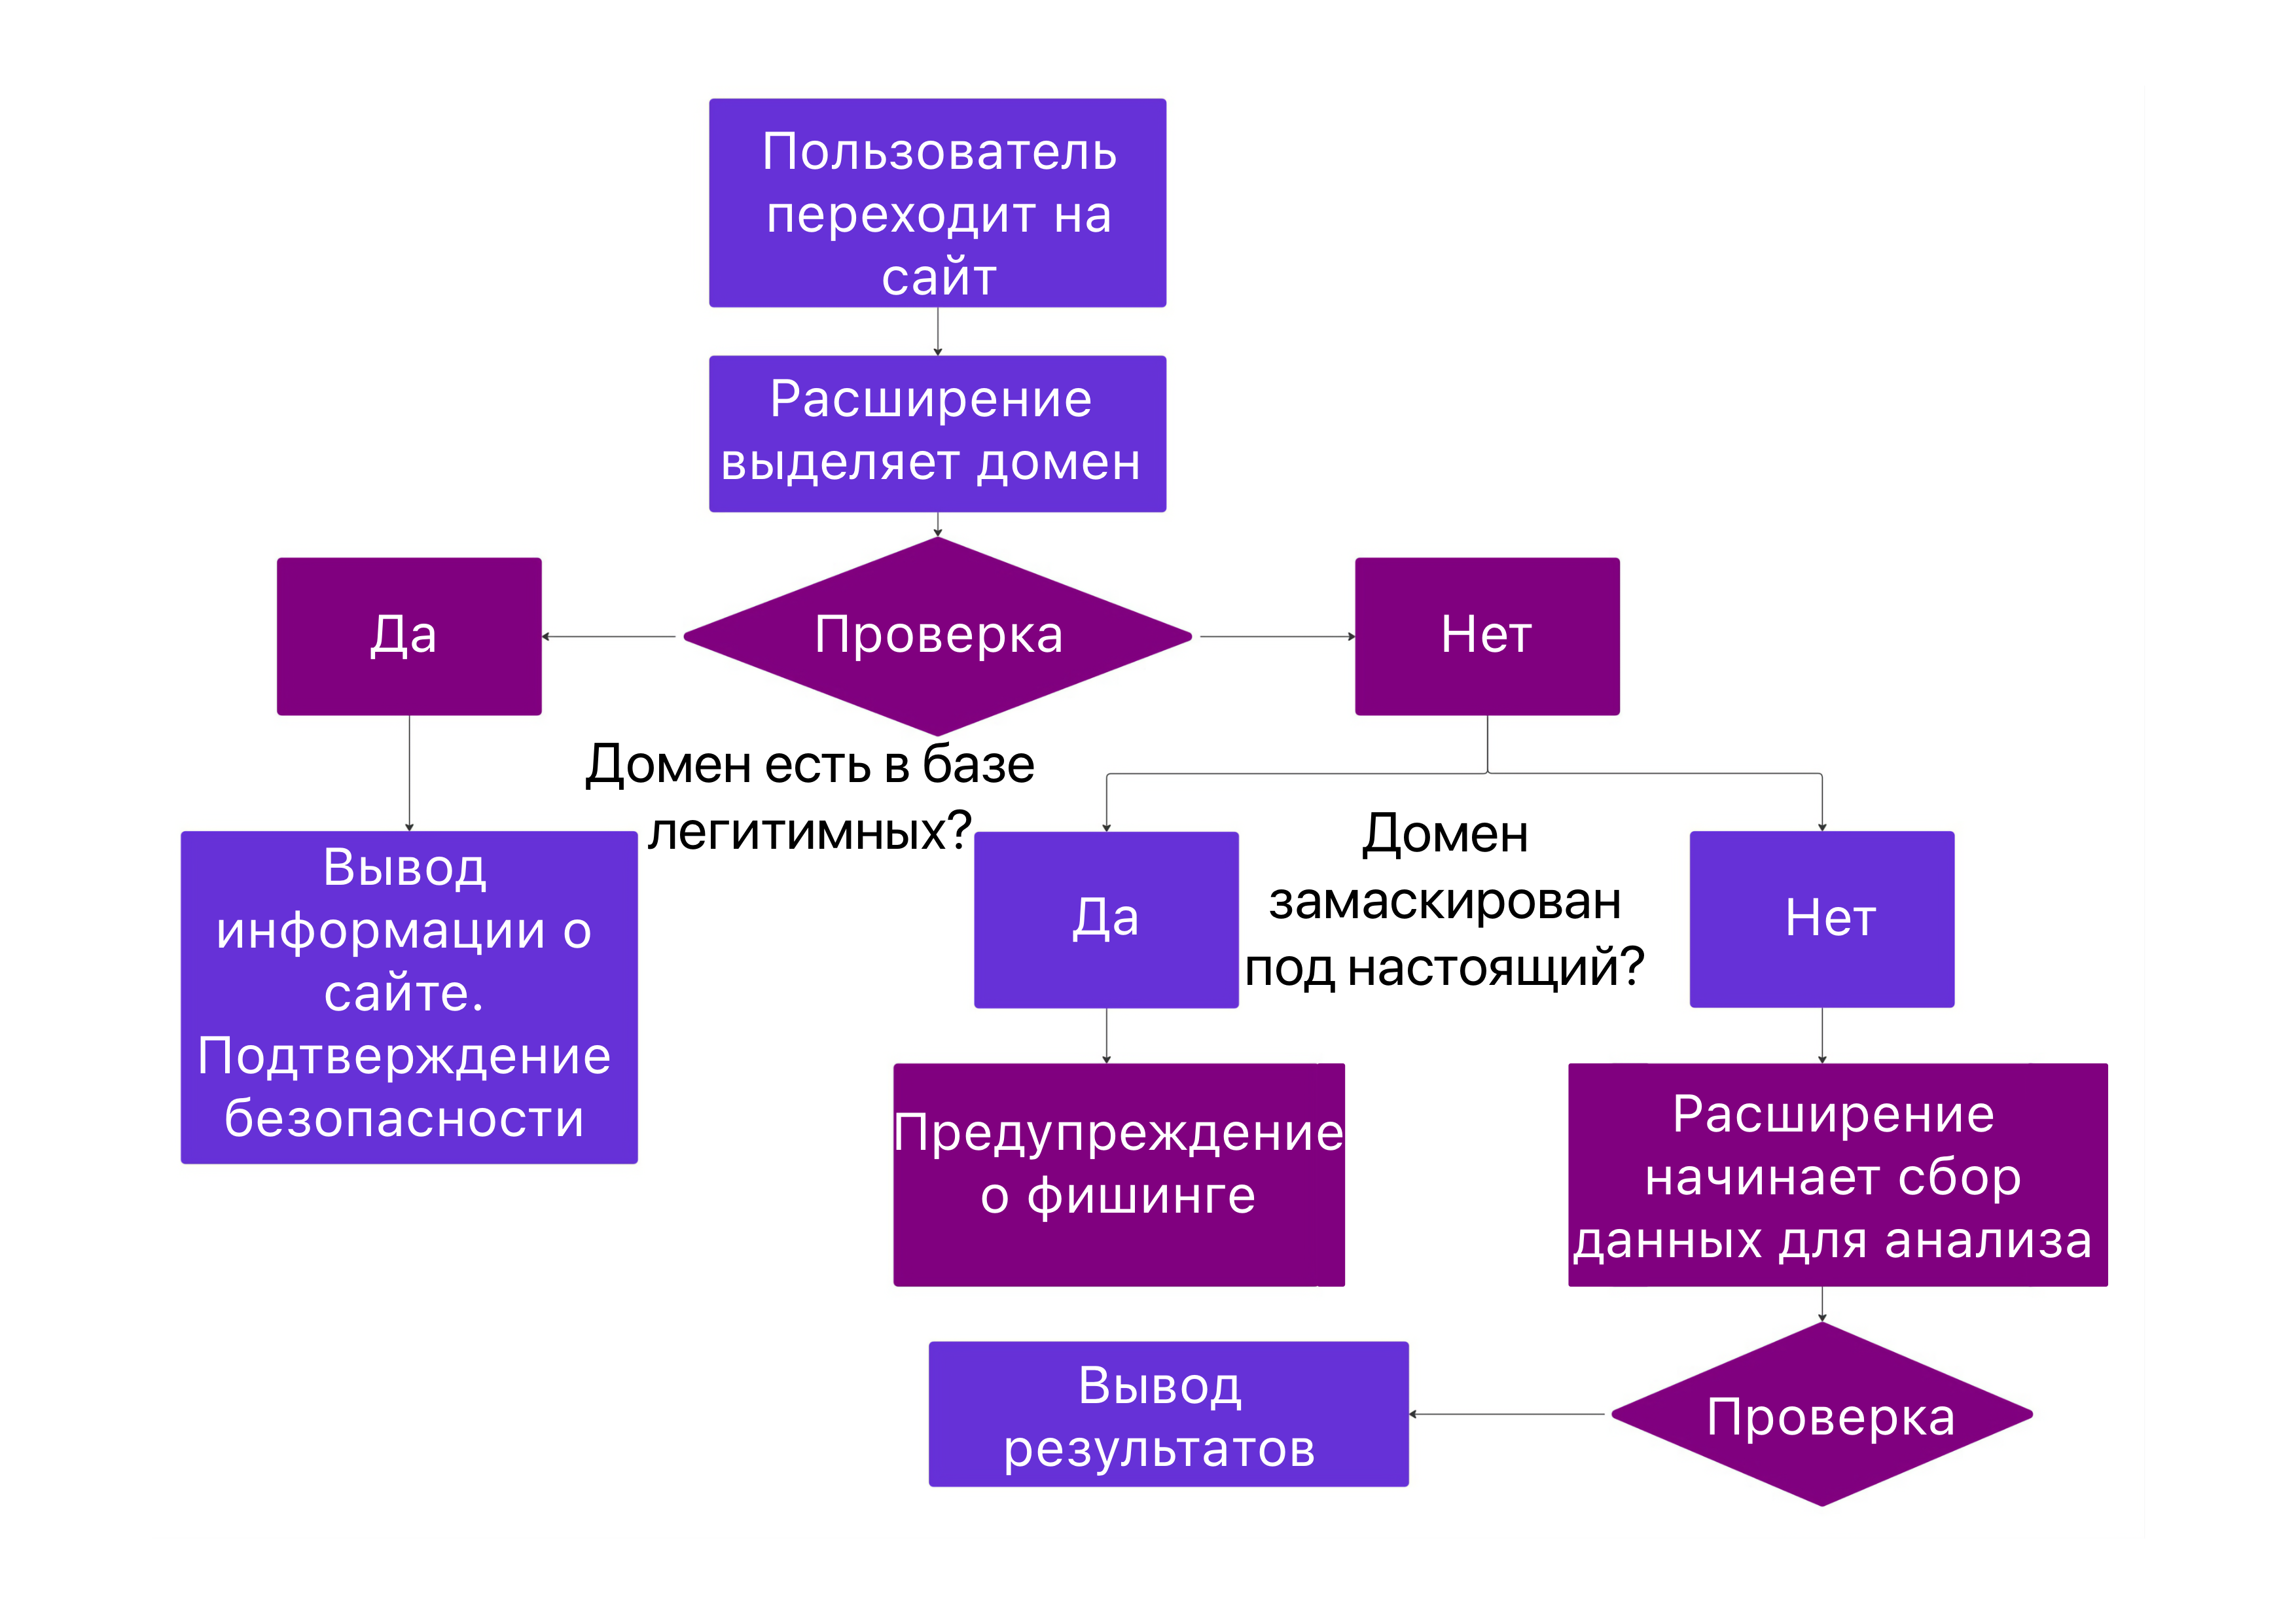 Пользователь
переходит на
сайт
Расширение
выделяет домен
Да
Проверка
Нет
Домен есть в базе
легитимных?
Вывод
информации о
сайте.
Подтверждение
безопасности
Да
Домен
замаскирован
под настоящий?
Нет
Предупреждение
о фишинге
Расширение
начинает сбор
данных для анализа
Вывод
результатов
Проверка